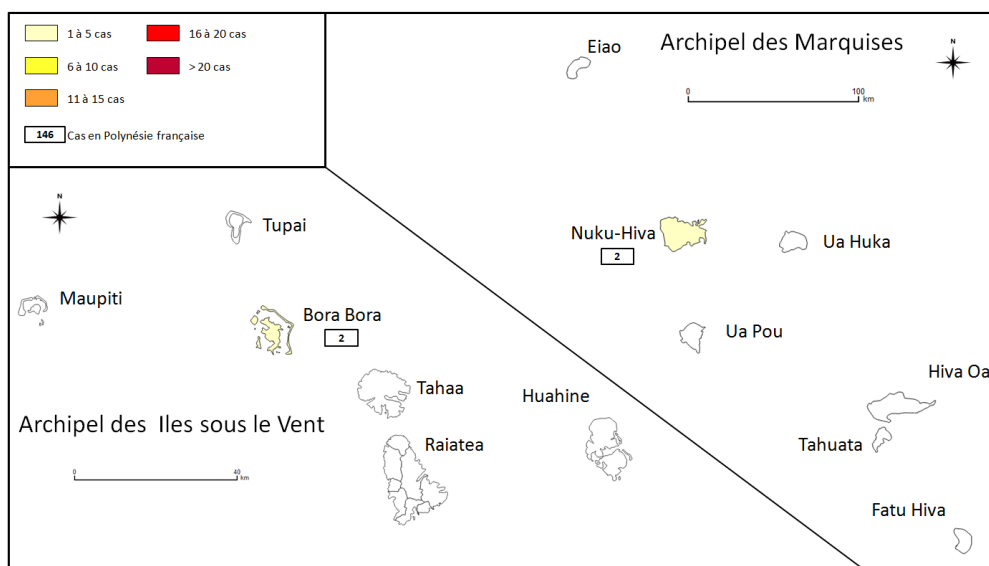 1 à 5 cas
16 à 20 cas
6 à 10 cas
> 20 cas
11 à 15 cas
146 Cas en Polynésie française
Eiao
Archipel des Marquises
N
0 100
km
N
Tupai
Nuku-Hiva
2
Ua Huka
Maupiti
Bora Bora
2
Ua Pou
Tahaa
Huahine
Hiva Oa
Archipel des Iles sous le Vent
Raiatea
Tahuata
0 40
km
Fatu Hiva